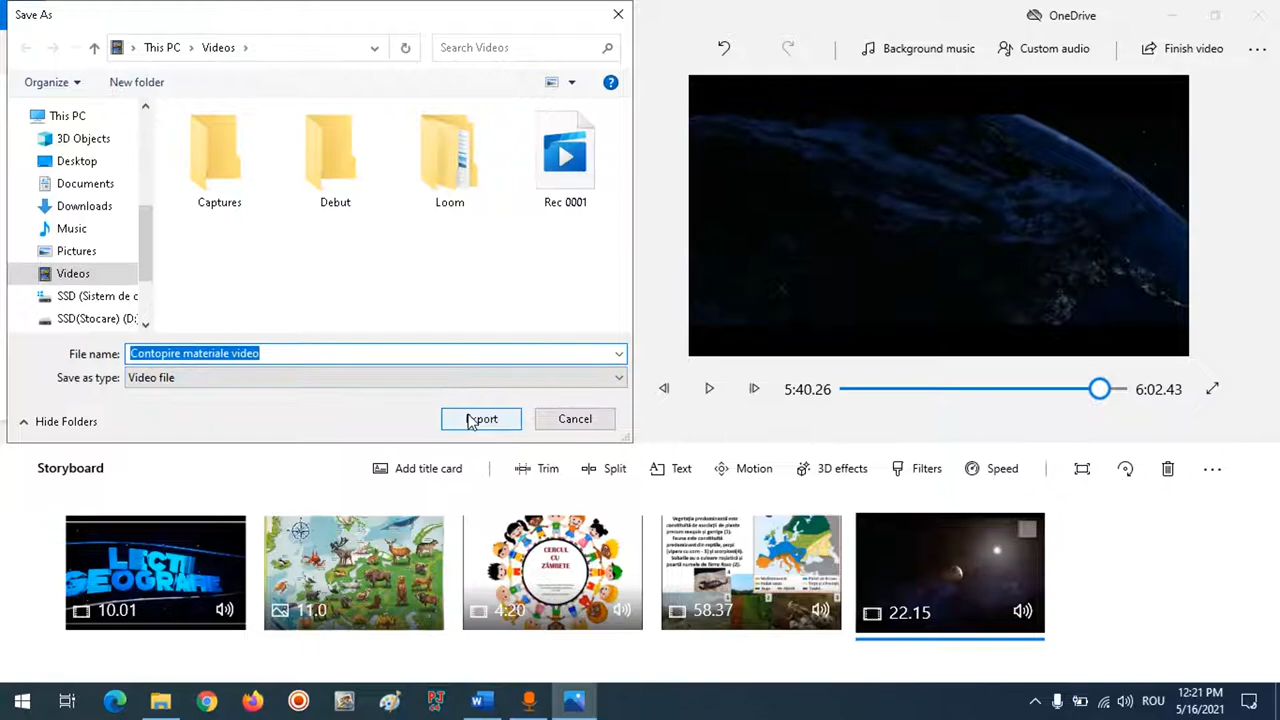 Save As
OneDrive
This PC
Videos
Search Videos
Background music
Custom audio
Finish video
Organize
New folder
This PC
3D Objects
Desktop
Documents
Downloads
Music
Pictures
Videos
SSD (Sistem de c
SSD(Stocare) (D:
Captures
Debut
Loom
Rec 0001
File name:
Contopire materiale video
Save as type:
Video file
Hide Folders
Export
Cancel
5:40.26
6:02.43
Storyboard
Add title card
Trim
Split
Text
Motion
3D effects
Filters
Speed
LECTI
GEOGRAFIE
10.01
11.0
CERCUL
CU
ZÂMBETE
4:20
58.37
22.15
ROU
12:21 PM
5/16/2021